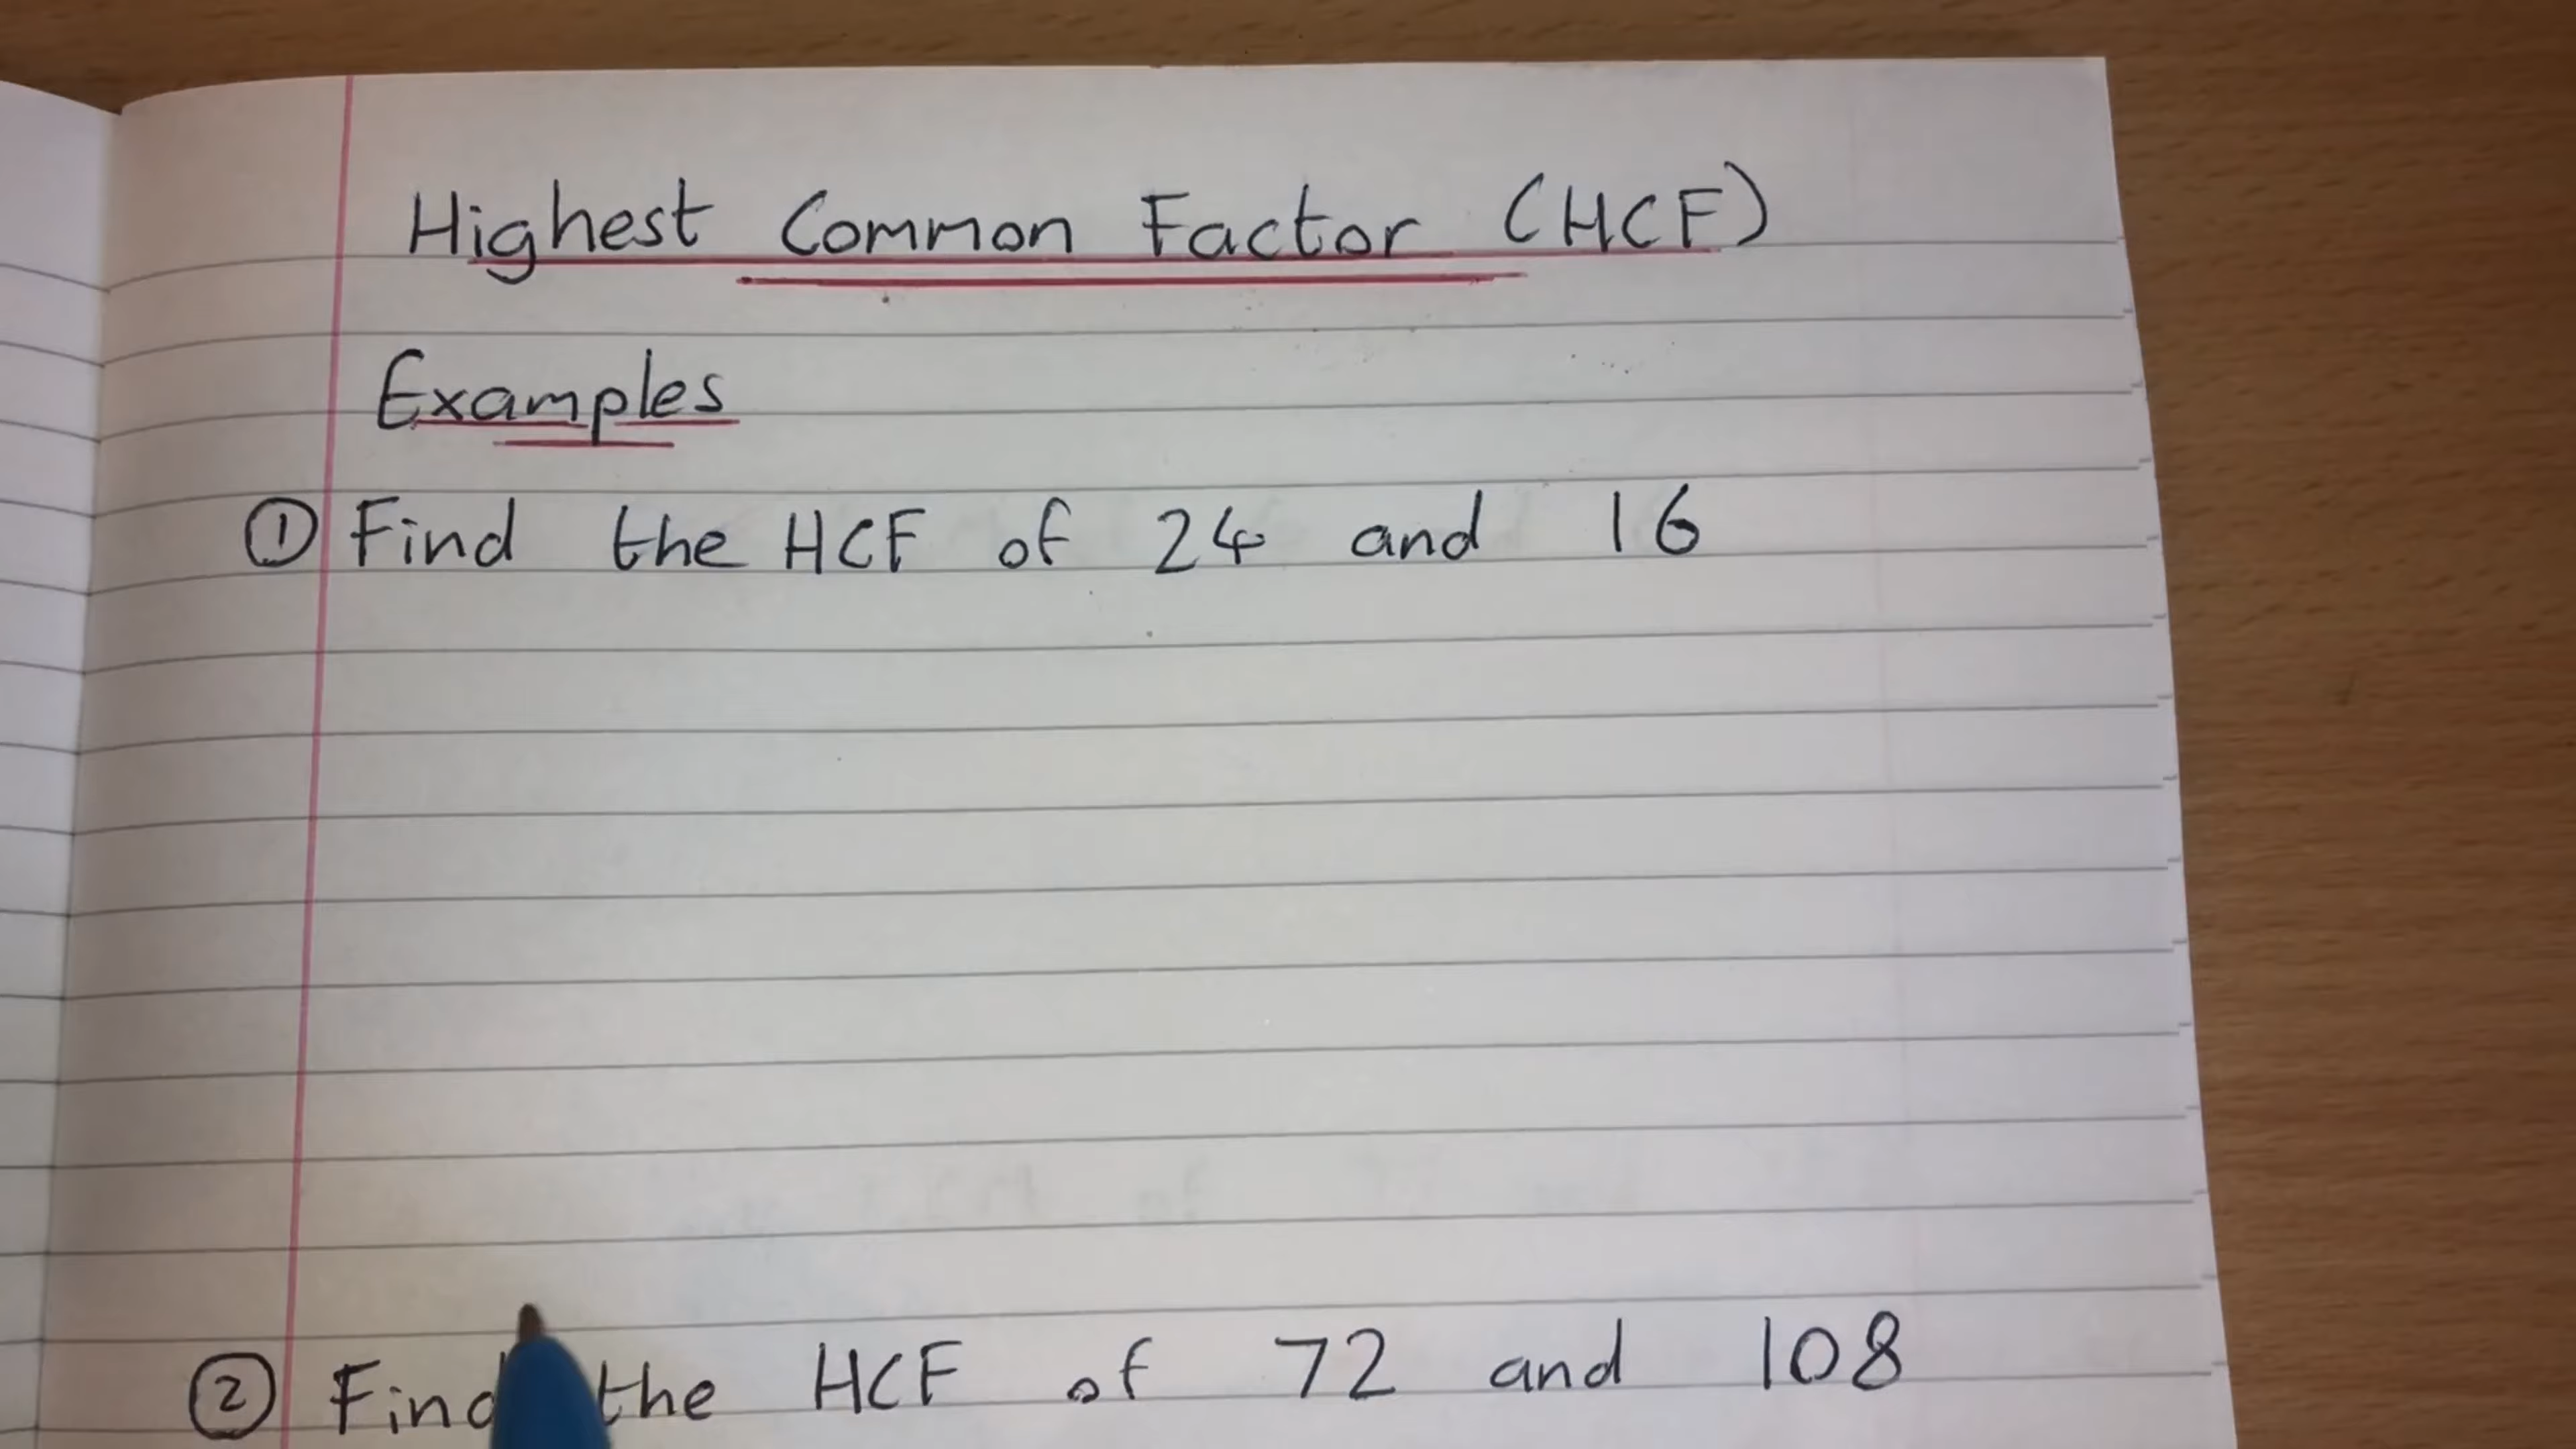 Highest Common Factor (HCF)
Examples
① Find the HCF of 24 and 16
② Find the HCF of 72 and 108